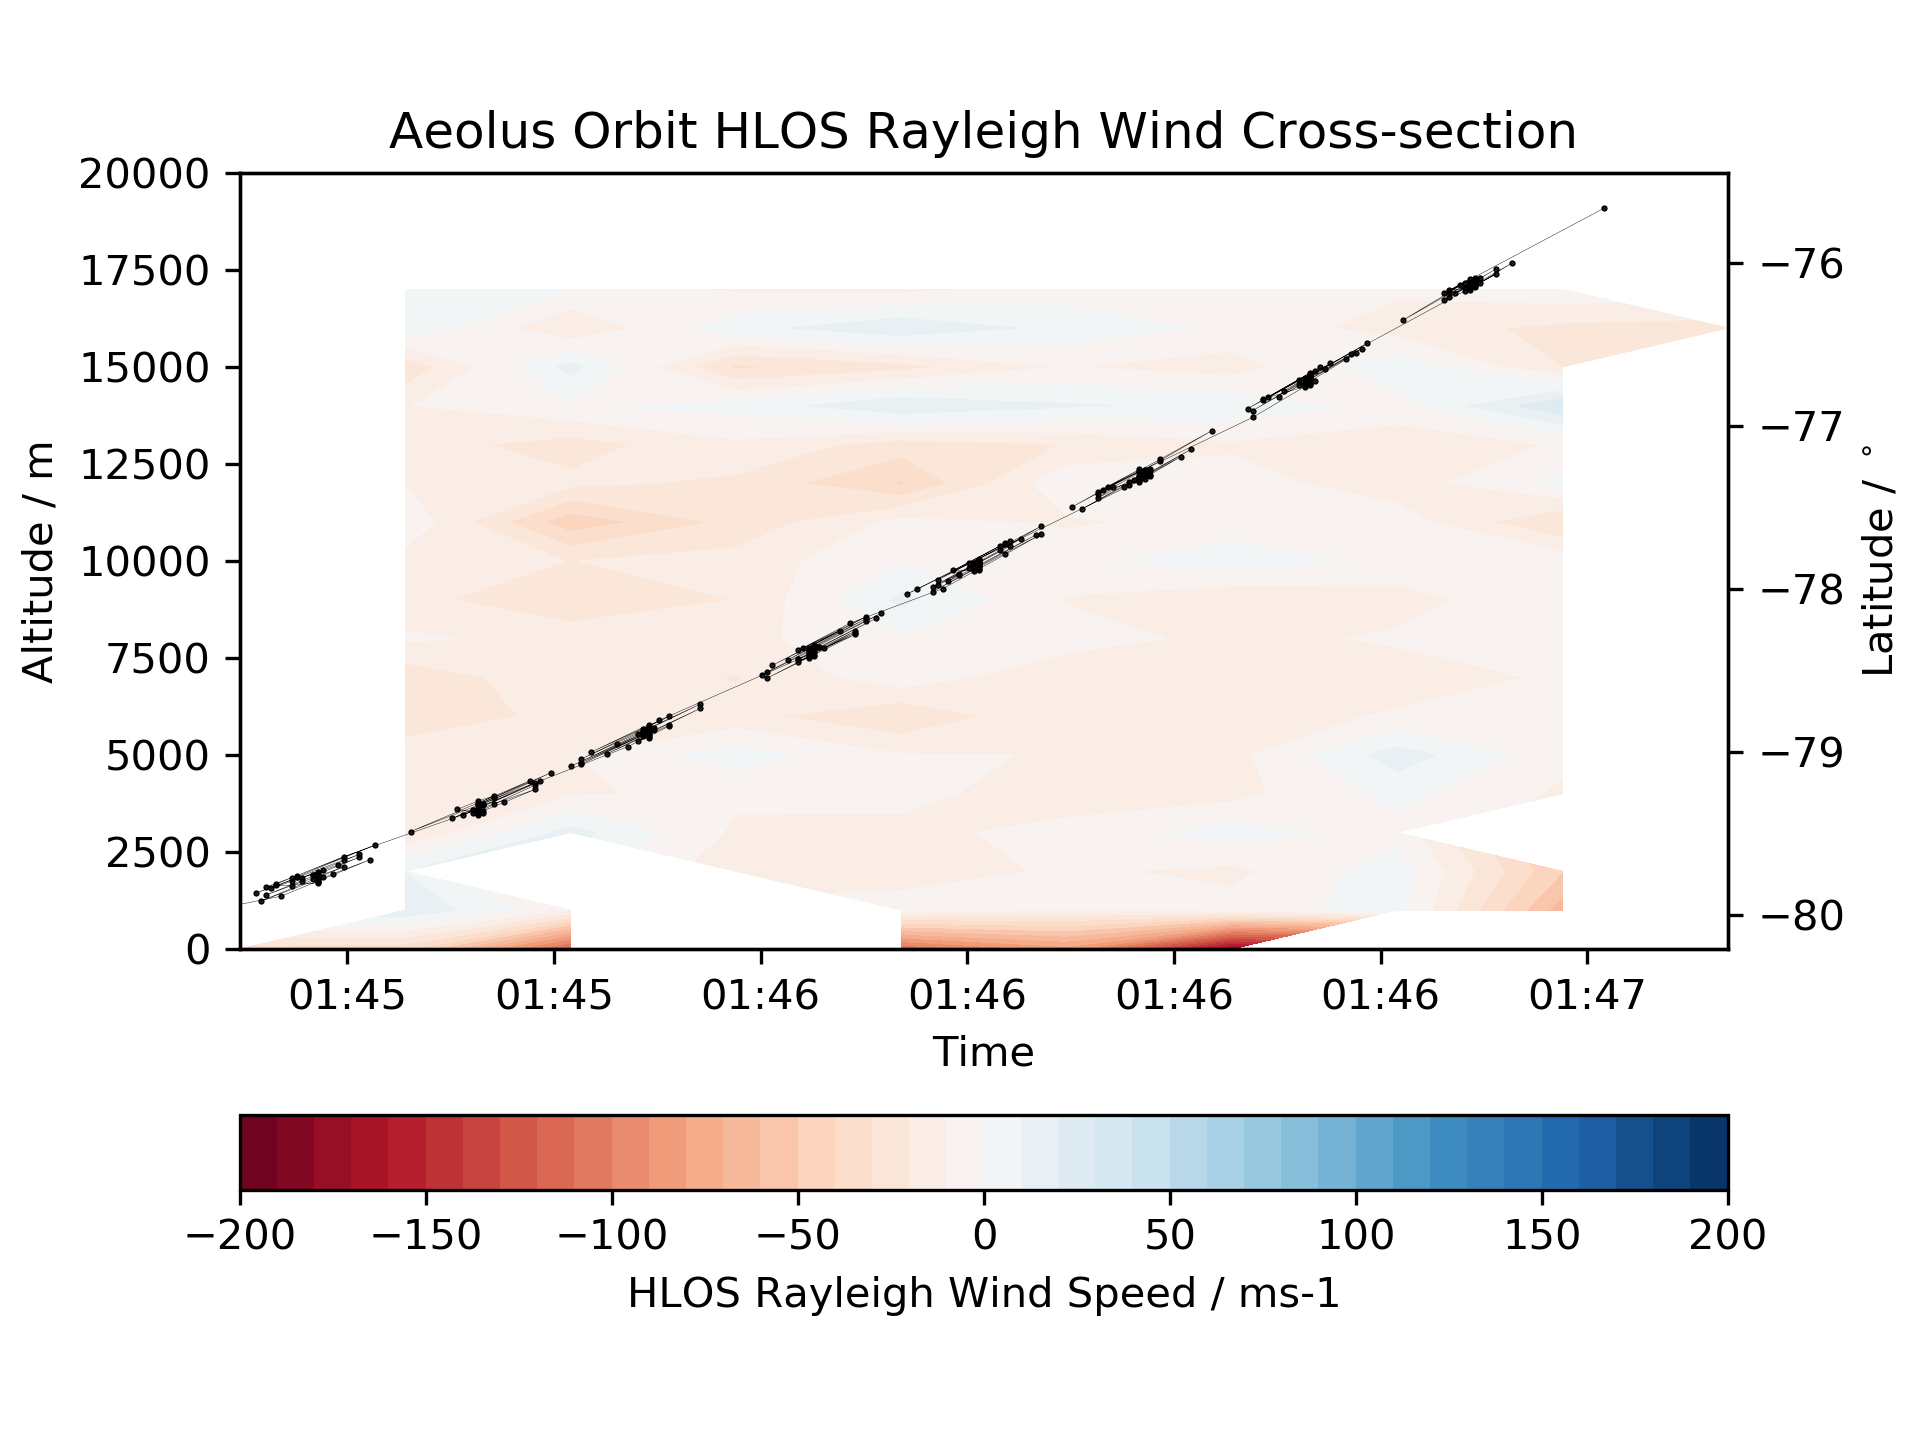 Aeolus Orbit HLOS Rayleigh Wind Cross-section
20000
17500
15000
12500
10000
7500
5000
2500
0
Altitude / m
−76
−77
−78
−79
−80
Latitude / °
01:45 01:45 01:46 01:46 01:46 01:46 01:47
Time
−200 −150 −100 −50 0 50 100 150 200
HLOS Rayleigh Wind Speed / ms-1